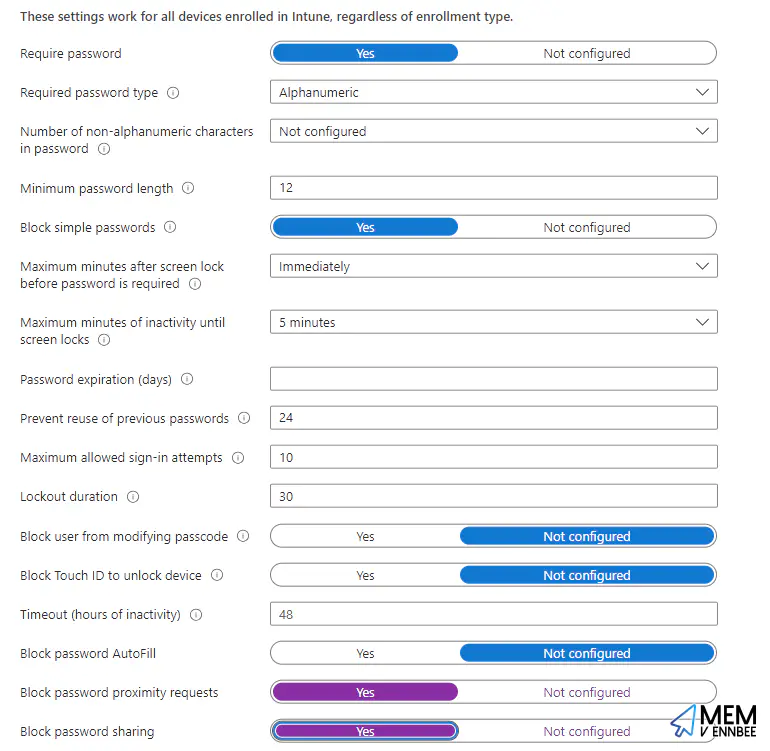 These settings work for all devices enrolled in Intune, regardless of enrollment type.
Require password Yes Not configured
Required password type Alphanumeric
Number of non-alphanumeric characters
in password Not configured
Minimum password length 12
Block simple passwords Yes Not configured
Maximum minutes after screen lock
before password is required Immediately
Maximum minutes of inactivity until
screen locks 5 minutes
Password expiration (days)
Prevent reuse of previous passwords 24
Maximum allowed sign-in attempts 10
Lockout duration 30
Block user from modifying passcode Yes Not configured
Block Touch ID to unlock device Yes Not configured
Timeout (hours of inactivity) 48
Block password AutoFill Yes Not configured
Block password proximity requests Yes Not configured
Block password sharing Yes Not configured
MEM
V ENNBEE